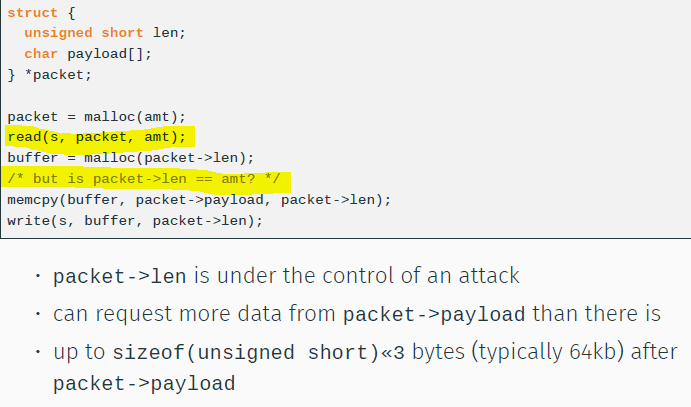 struct {
  unsigned short len;
  char payload[];
} *packet;

packet = malloc(amt);
read(s, packet, amt);
buffer = malloc(packet->len);
/* but is packet->len == amt? */
memcpy(buffer, packet->payload, packet->len);
write(s, buffer, packet->len);

• packet->len is under the control of an attack
• can request more data from packet->payload than there is
• up to sizeof(unsigned short)«3 bytes (typically 64kb) after
packet->payload